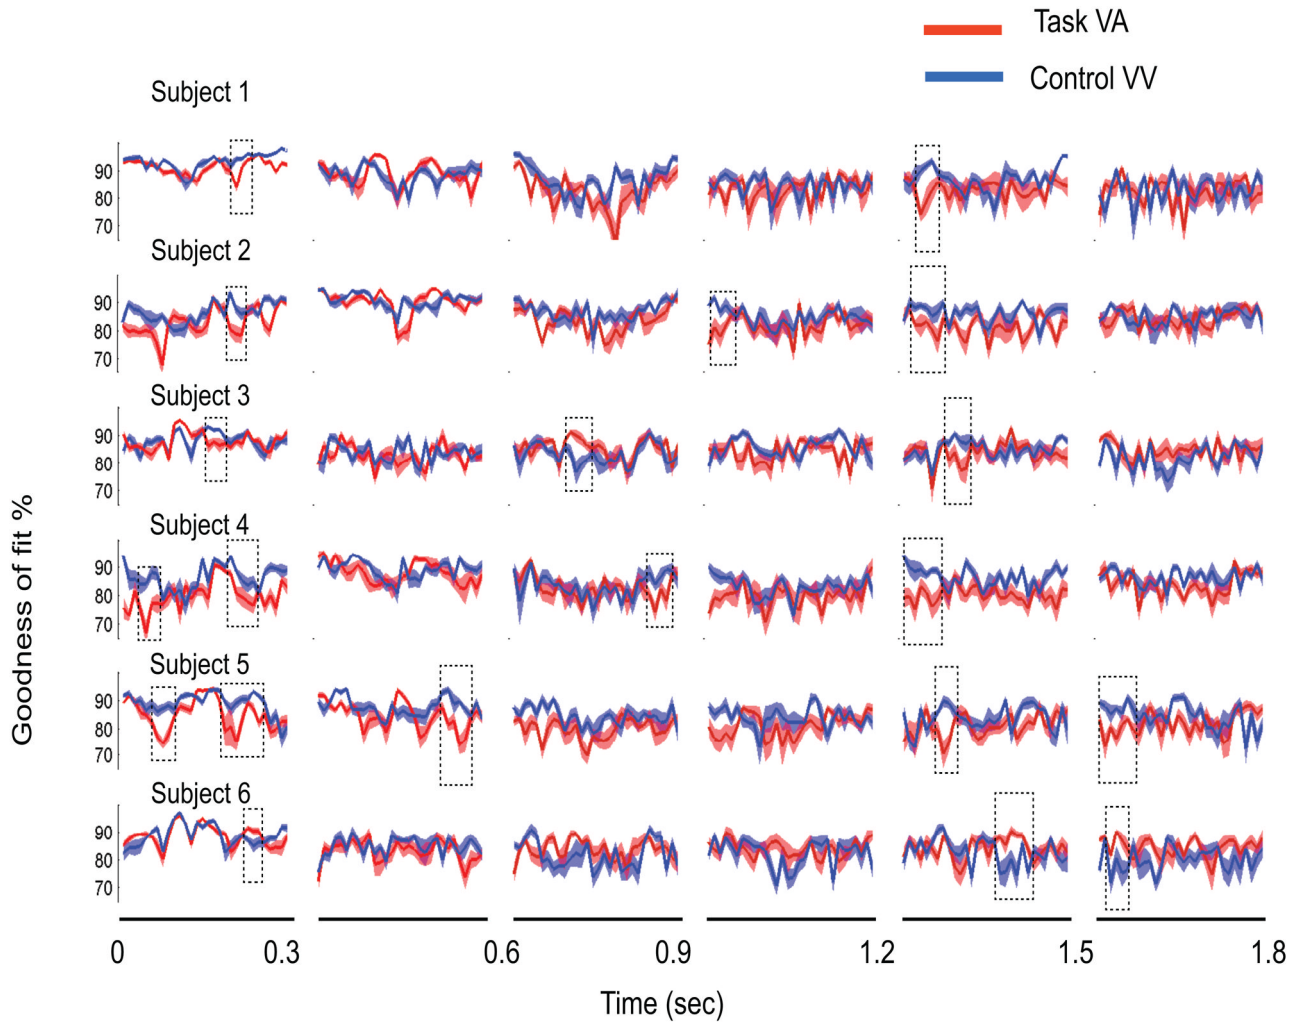 Task VA
Control VV
Subject 1
90
80
70
Subject 2
90
80
70
Subject 3
90
80
70
Subject 4
90
80
70
Subject 5
90
80
70
Subject 6
90
80
70
Goodness of fit %
0 0.3 0.6 0.9 1.2 1.5 1.8
Time (sec)